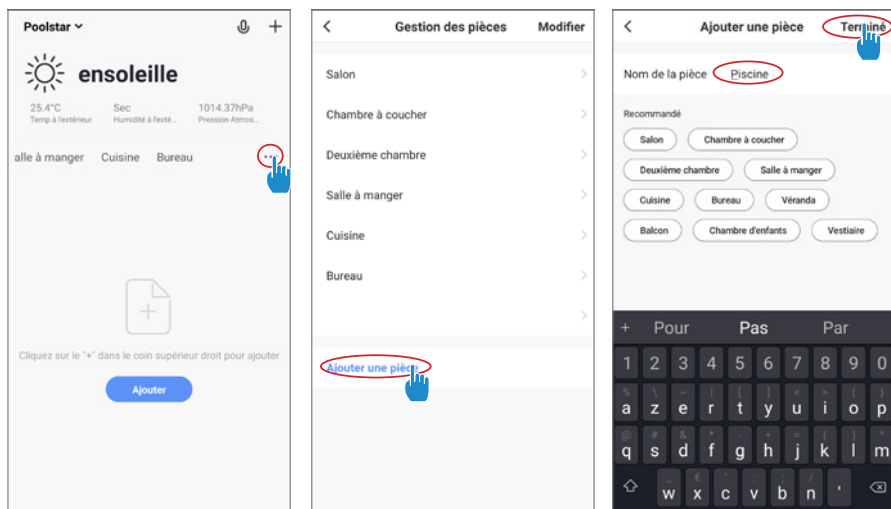 Poolstar
+
ensoleille
25.4°C Sec 1014.37hPa
Temp à l'extérieur Humidité à l'exté... Pression Atmos...
alle à manger Cuisine Bureau ...
Cliquez sur le "+" dans le coin supérieur droit pour ajouter
Ajouter
Gestion des pièces Modifier
Salon
Chambre à coucher
Deuxième chambre
Salle à manger
Cuisine
Bureau
Ajouter une pièce
Ajouter une pièce Terminé
Nom de la pièce Piscine
Recommandé
Salon Chambre à coucher
Deuxième chambre Salle à manger
Cuisine Bureau Véranda
Balcon Chambre d'enfants Vestiaire
+ Pour Pas Par
1 2 3 4 5 6 7 8 9 0
a z e r t y u i o p
q s d f g h j k l m
w x c v b n '